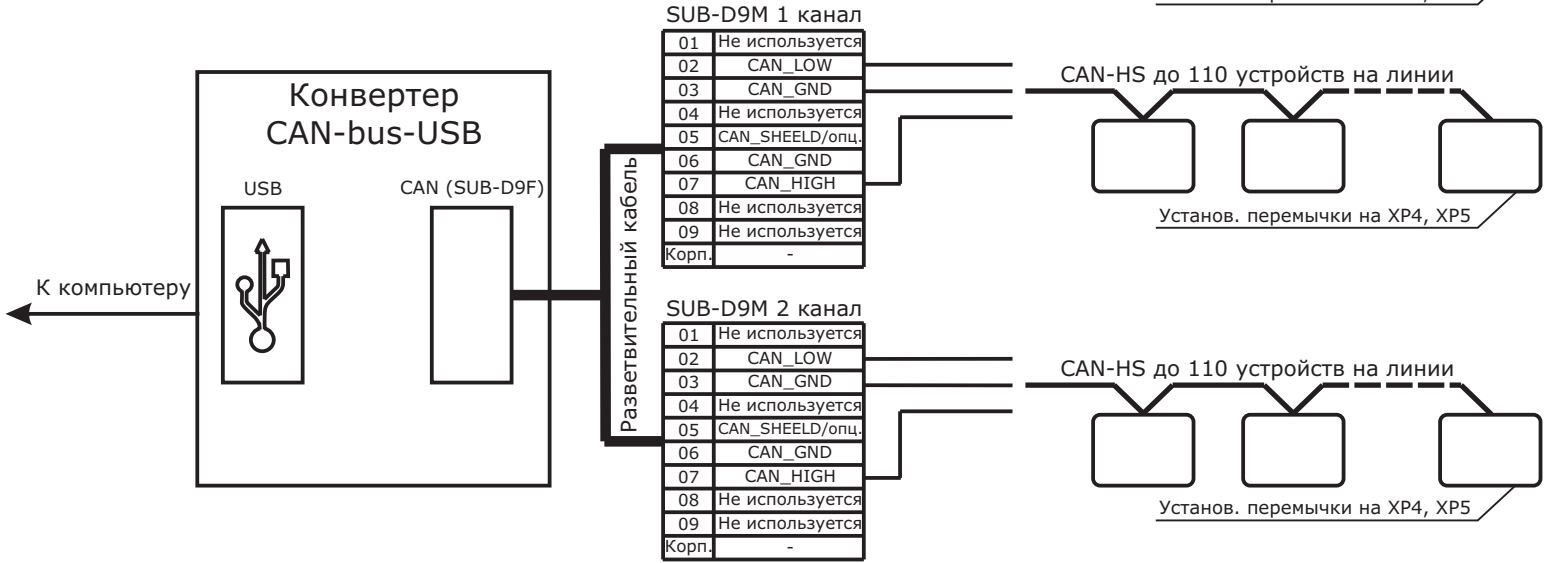 SUB-D9M 1 канал
01 Не используется
02 CAN_LOW
03 CAN_GND
04 Не используется
05 CAN_SHEELD/опц.
06 CAN_GND
07 CAN_HIGH
08 Не используется
09 Не используется
Корп. -
Конвертер
CAN-bus-USB
USB
CAN (SUB-D9F)
К компьютеру
Разветвительный кабель
CAN-HS до 110 устройств на линии
Установ. перемычки на XP4, XP5
SUB-D9M 2 канал
01 Не используется
02 CAN_LOW
03 CAN_GND
04 Не используется
05 CAN_SHEELD/опц.
06 CAN_GND
07 CAN_HIGH
08 Не используется
09 Не используется
Корп. -
CAN-HS до 110 устройств на линии
Установ. перемычки на XP4, XP5